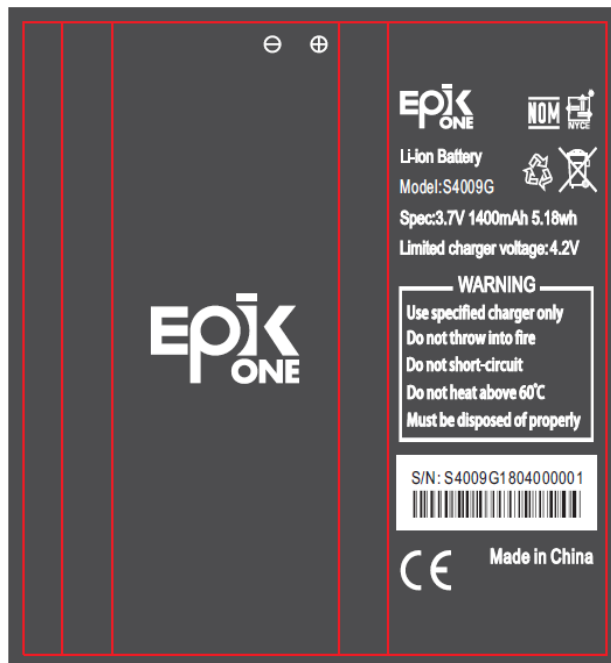 ⊖ ⊕
EPIK
ONE
EPIK
ONE
NOM
NYCE
Li-ion Battery
Model:S4009G
Spec:3.7V 1400mAh 5.18wh
Limited charger voltage:4.2V
WARNING
Use specified charger only
Do not throw into fire
Do not short-circuit
Do not heat above 60℃
Must be disposed of properly
S/N: S4009G1804000001
CE
Made in China